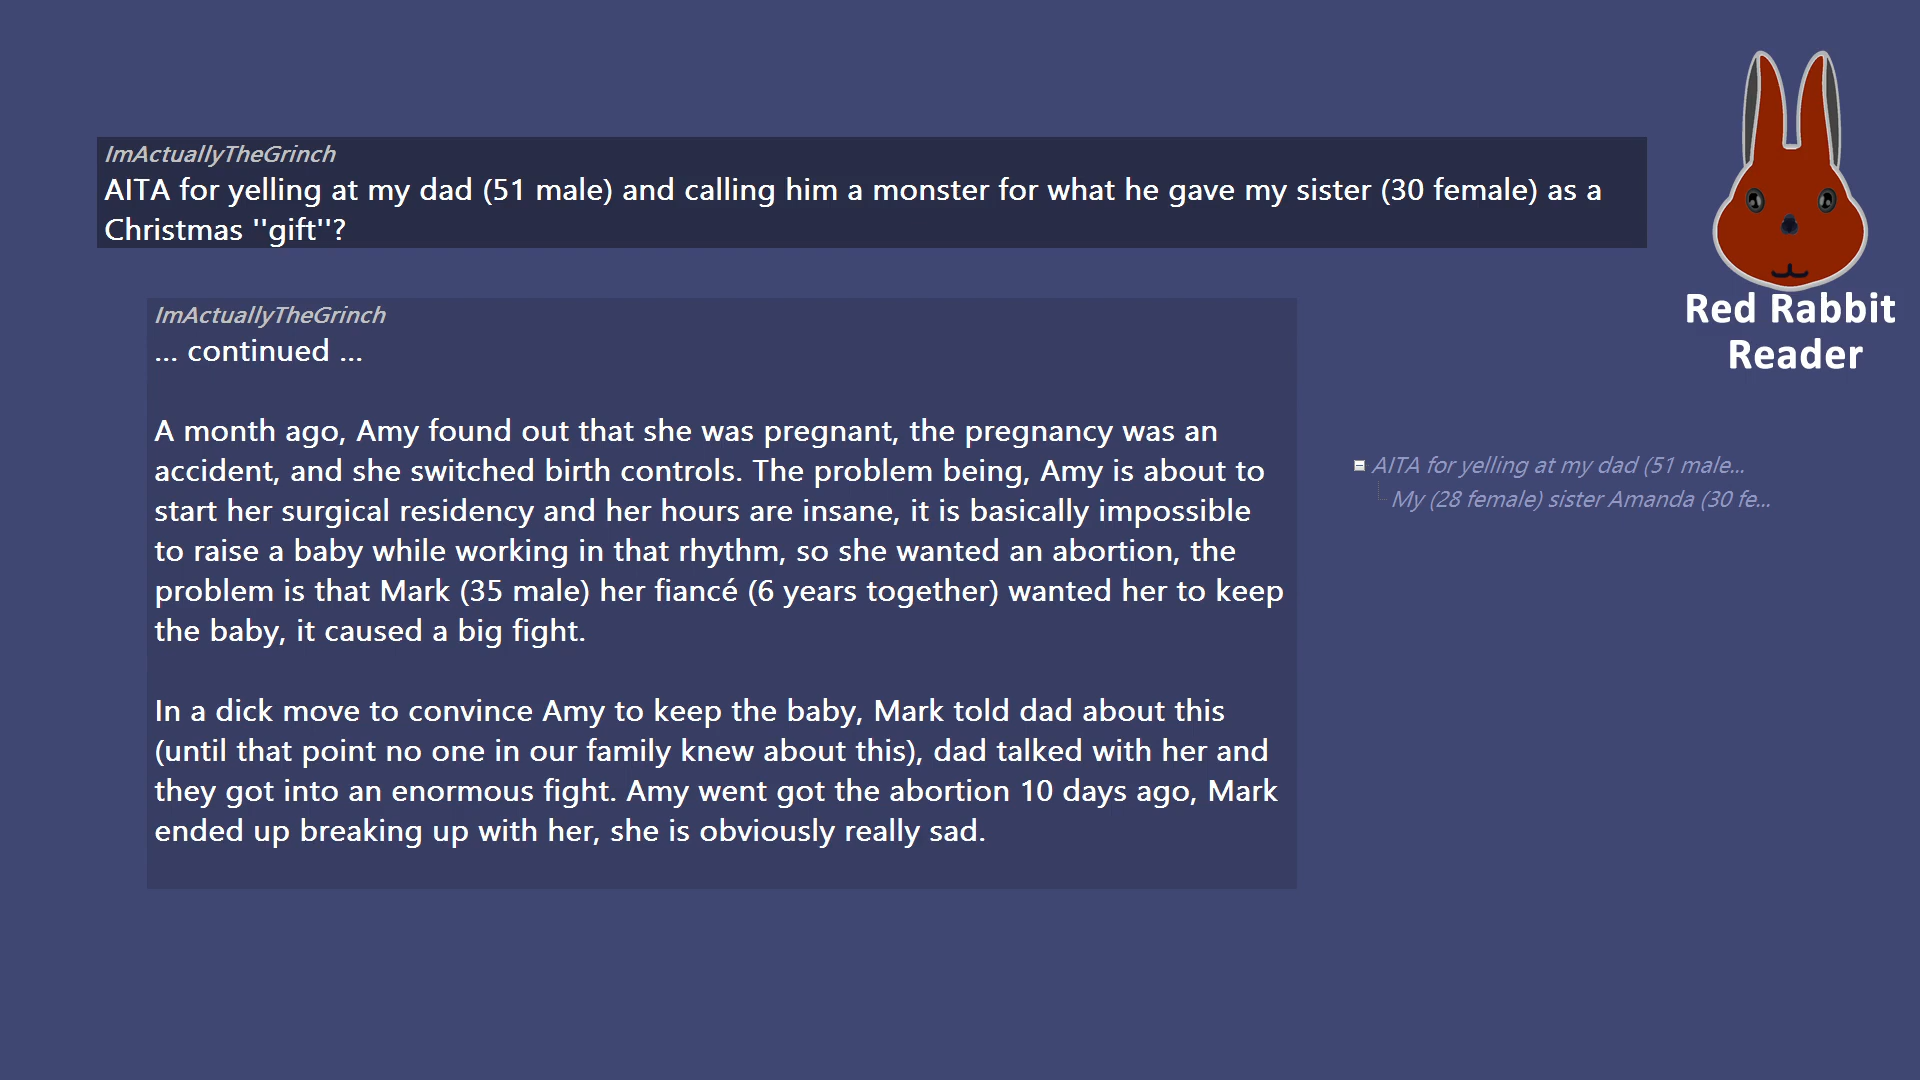 ImActuallyTheGrinch
AITA for yelling at my dad (51 male) and calling him a monster for what he gave my sister (30 female) as a
Christmas ''gift''?
Red Rabbit
Reader
ImActuallyTheGrinch
... continued ...
A month ago, Amy found out that she was pregnant, the pregnancy was an
accident, and she switched birth controls. The problem being, Amy is about to
start her surgical residency and her hours are insane, it is basically impossible
to raise a baby while working in that rhythm, so she wanted an abortion, the
problem is that Mark (35 male) her fiancé (6 years together) wanted her to keep
the baby, it caused a big fight.
In a dick move to convince Amy to keep the baby, Mark told dad about this
(until that point no one in our family knew about this), dad talked with her and
they got into an enormous fight. Amy went got the abortion 10 days ago, Mark
ended up breaking up with her, she is obviously really sad.
AITA for yelling at my dad (51 male...
My (28 female) sister Amanda (30 fe...